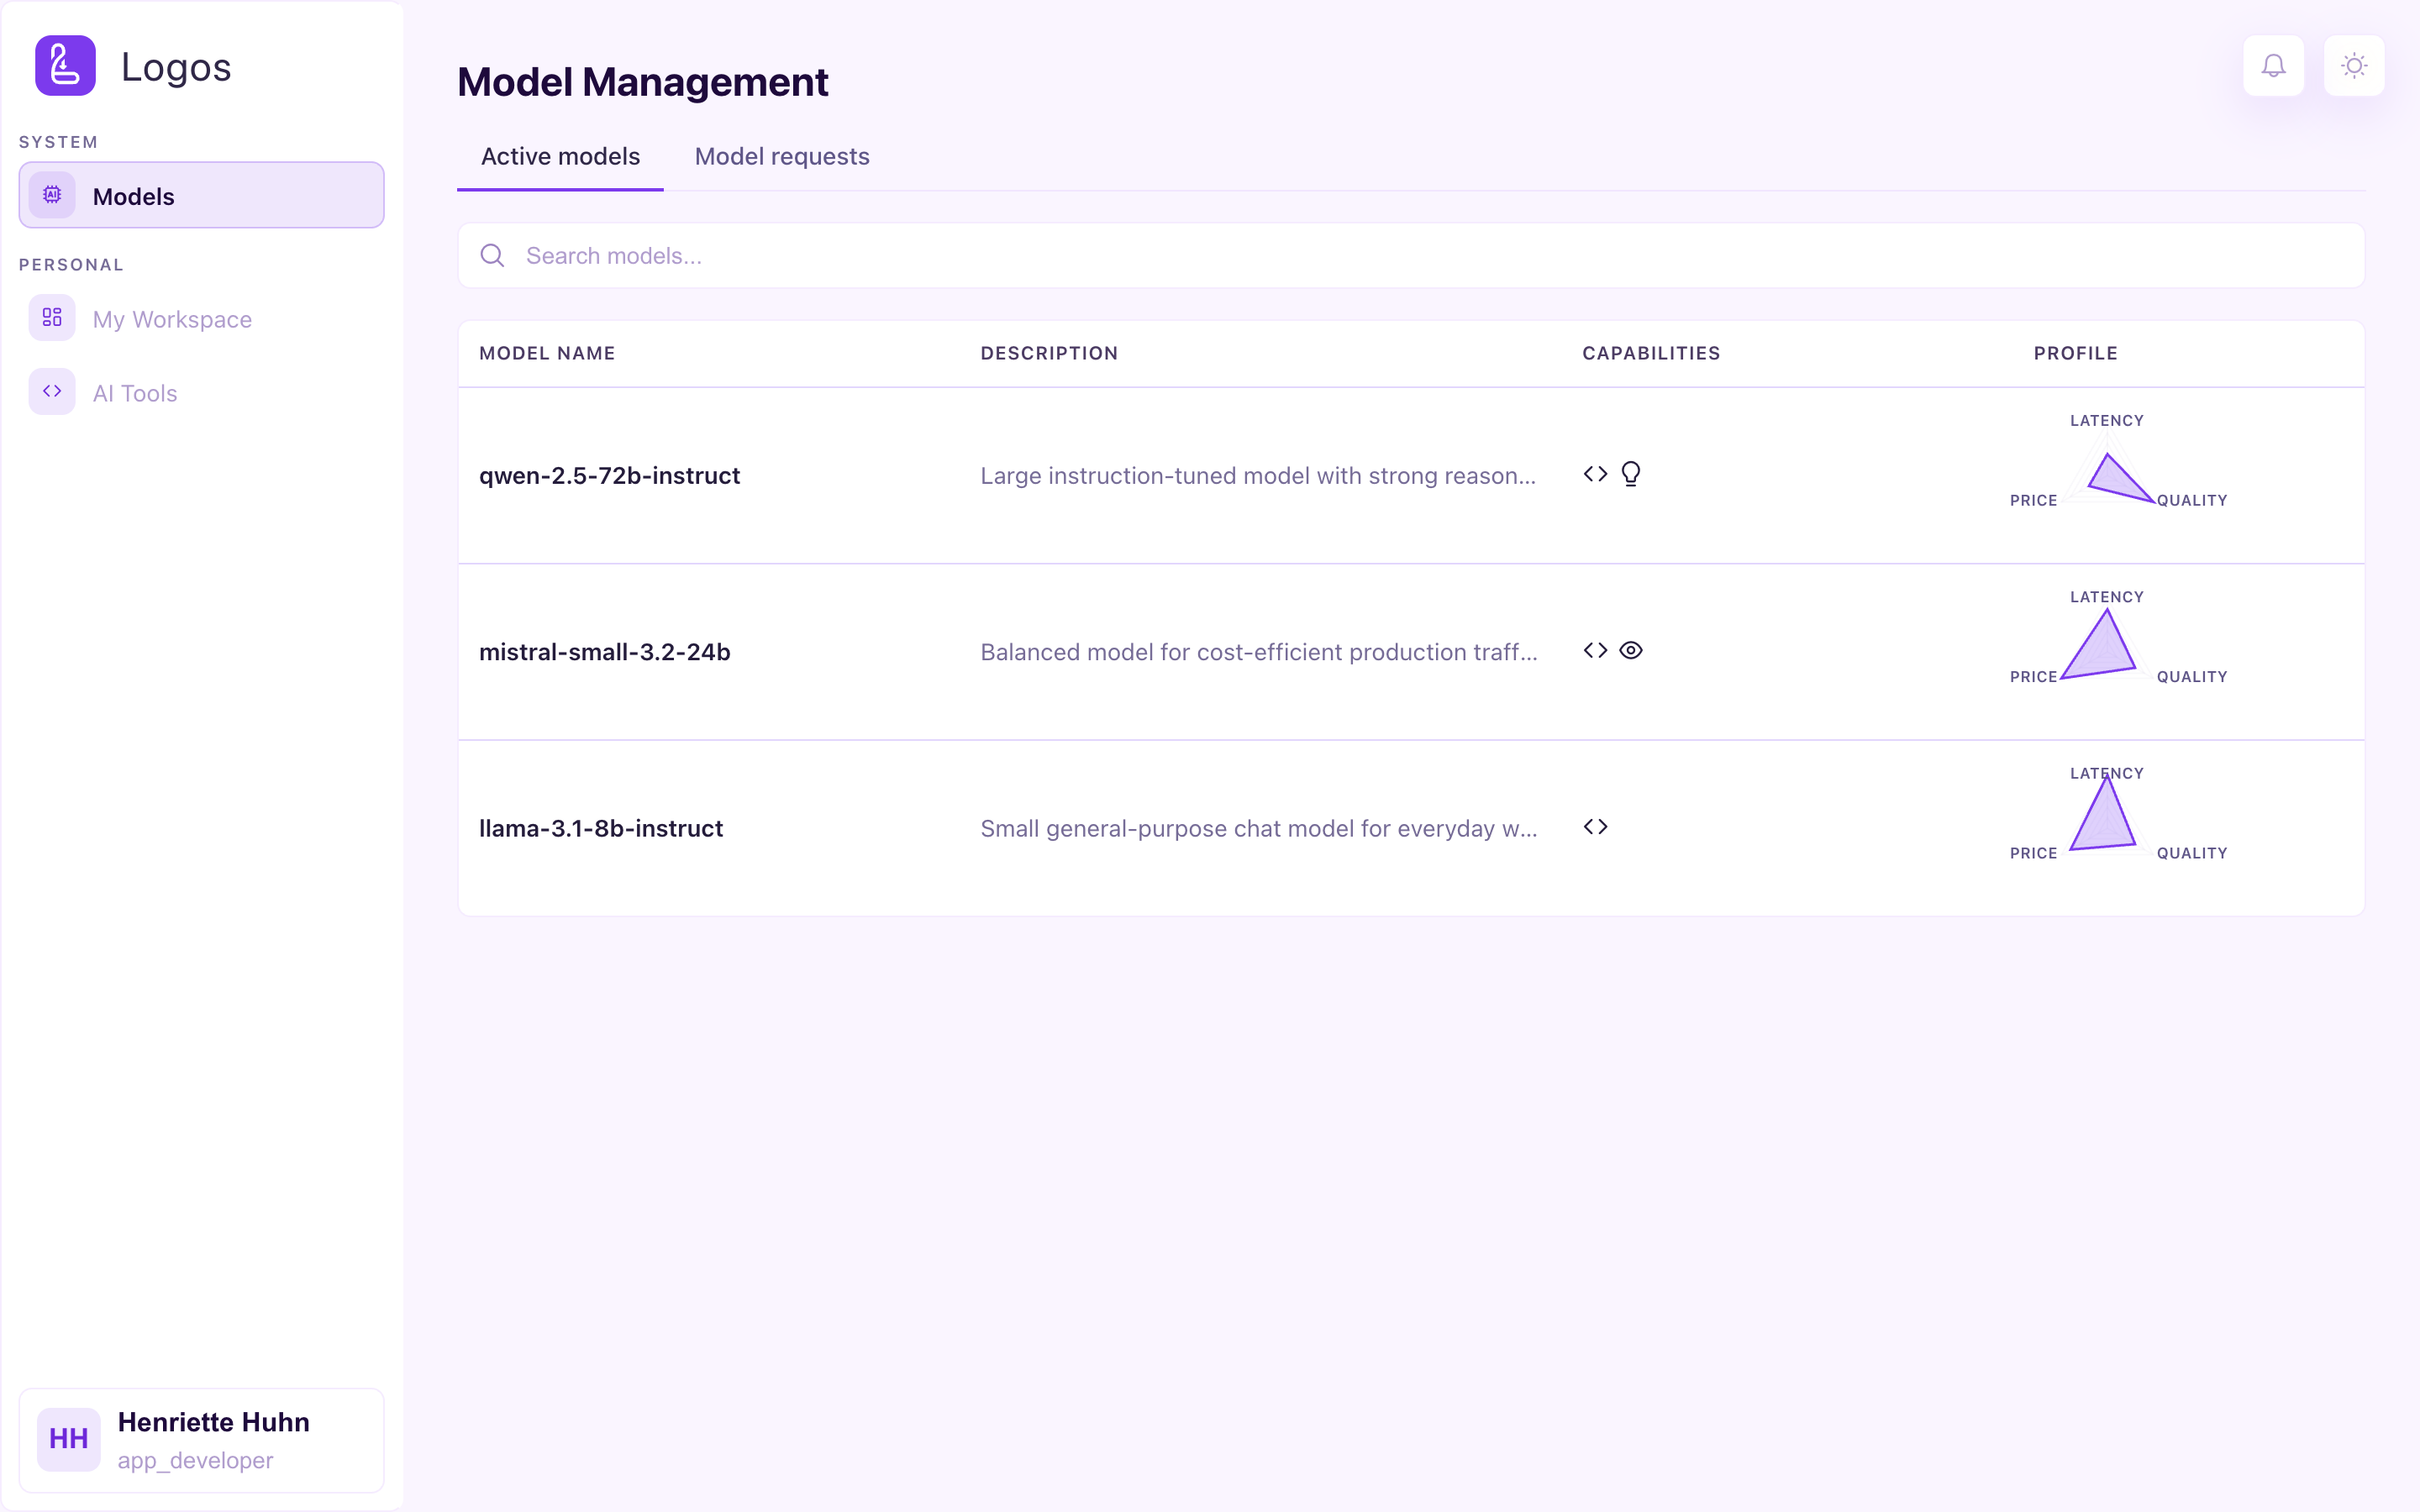 Logos
SYSTEM
Models
PERSONAL
My Workspace
AI Tools
HH
Henriette Huhn
app_developer
Model Management
Active models
Model requests
Search models...
MODEL NAME
DESCRIPTION
CAPABILITIES
PROFILE
qwen-2.5-72b-instruct
Large instruction-tuned model with strong reason...
LATENCY
PRICE
QUALITY
mistral-small-3.2-24b
Balanced model for cost-efficient production traff...
LATENCY
PRICE
QUALITY
llama-3.1-8b-instruct
Small general-purpose chat model for everyday w...
LATENCY
PRICE
QUALITY